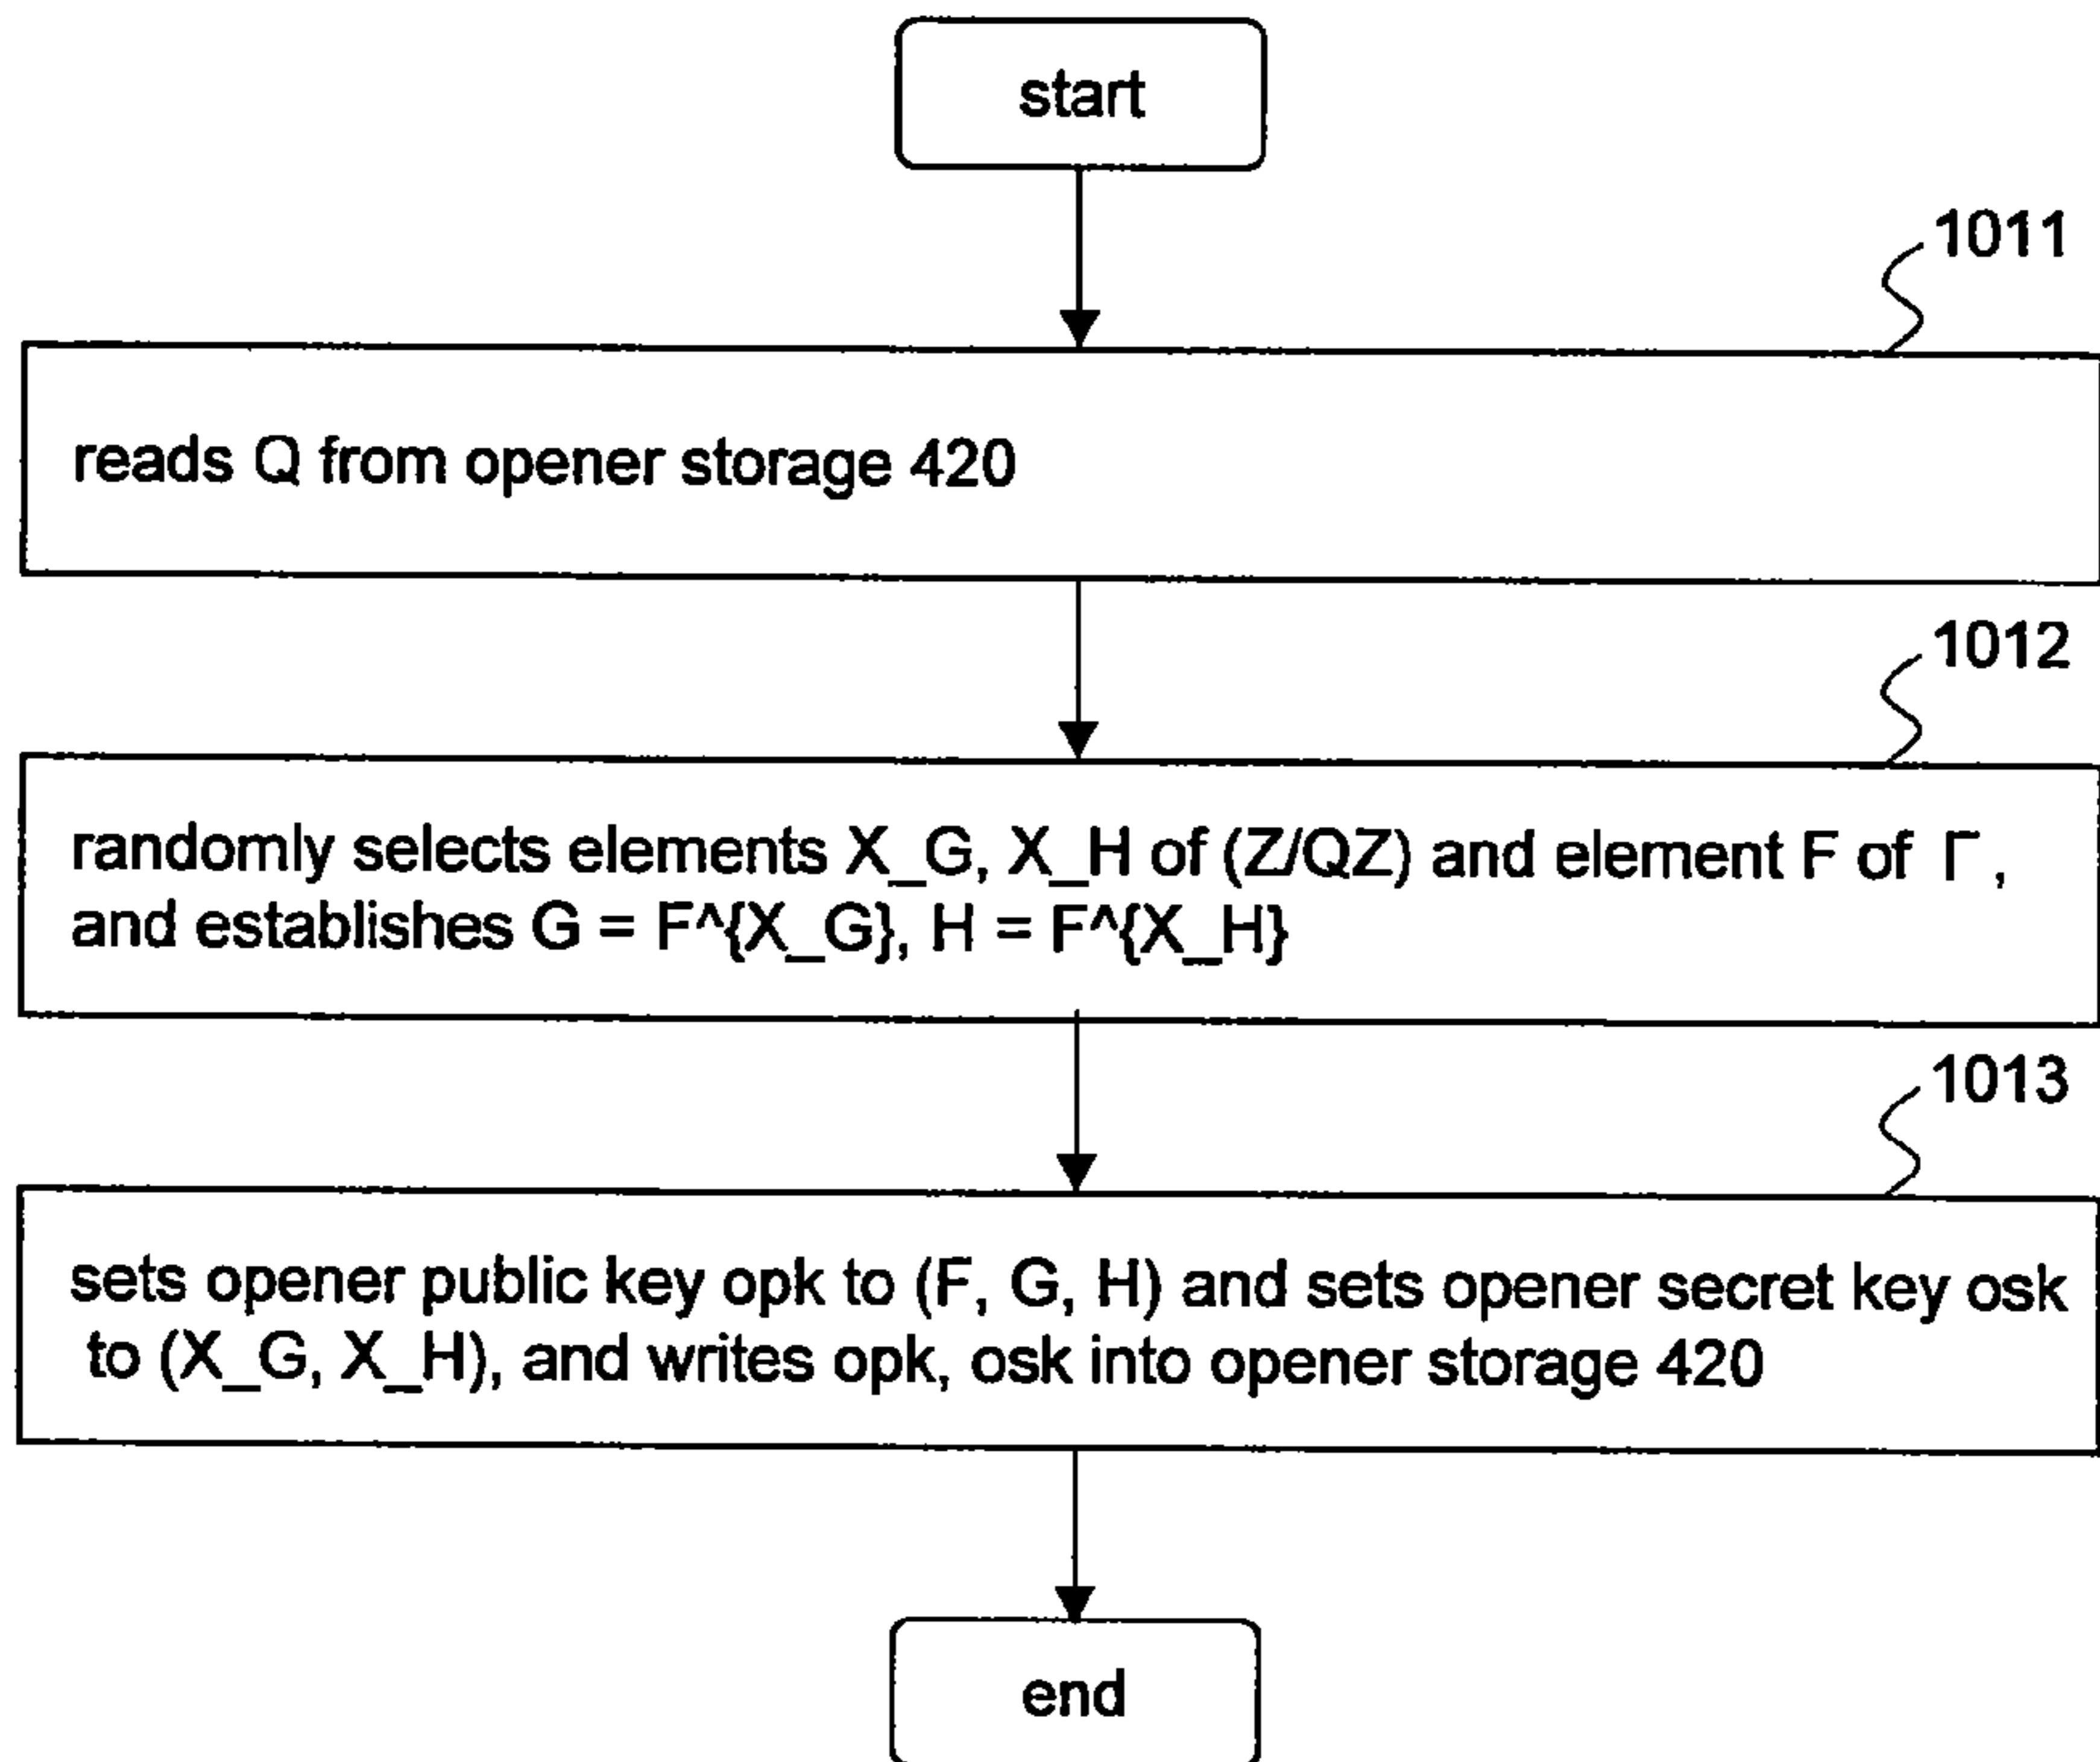 start
1011
reads Q from opener storage 420
1012
randomly selects elements X_G, X_H of (Z/QZ) and element F of Γ,
and establishes G = F^{X_G}, H = F^{X_H}
1013
sets opener public key opk to (F, G, H) and sets opener secret key osk
to (X_G, X_H), and writes opk, osk into opener storage 420
end